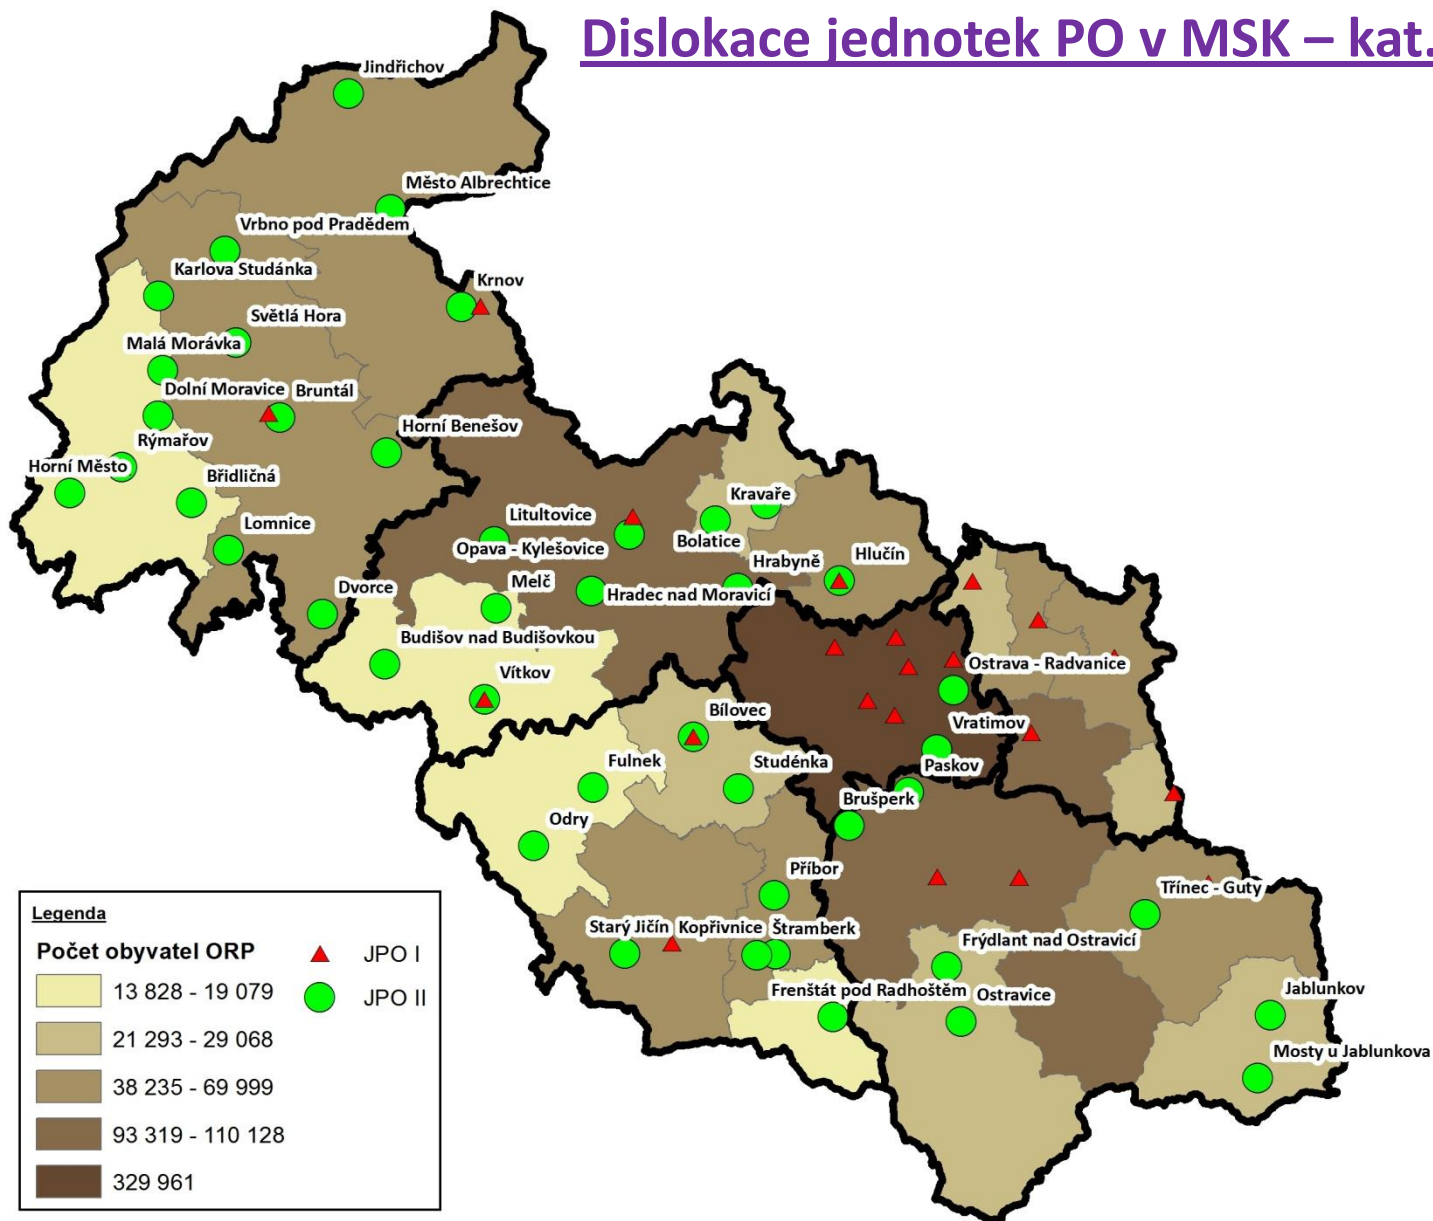 Dislokace jednotek PO v MSK – kat.
Jindřichov
Město Albrechtice
Vrbno pod Pradědem
Karlova Studánka
Krnov
Světlá Hora
Malá Morávka
Dolní Moravice
Bruntál
Horní Benešov
Rýmařov
Horní Město
Břidličná
Lomnice
Kravaře
Litultovice
Bolatice
Opava - Kylešovice
Hrabyně
Hlučín
Melč
Dvorce
Hradec nad Moravicí
Budišov nad Budišovkou
Ostrava - Radvanice
Vítkov
Bílovec
Vratimov
Fulnek
Studénka
Paskov
Brušperk
Odry
Příbor
Třinec - Guty
Starý Jičín
Kopřivnice
Štramberk
Frýdlant nad Ostravicí
Frenštát pod Radhoštěm
Ostravice
Jablunkov
Mosty u Jablunkova
Legenda
Počet obyvatel ORP
13 828 - 19 079
21 293 - 29 068
38 235 - 69 999
93 319 - 110 128
329 961
JPO I
JPO II